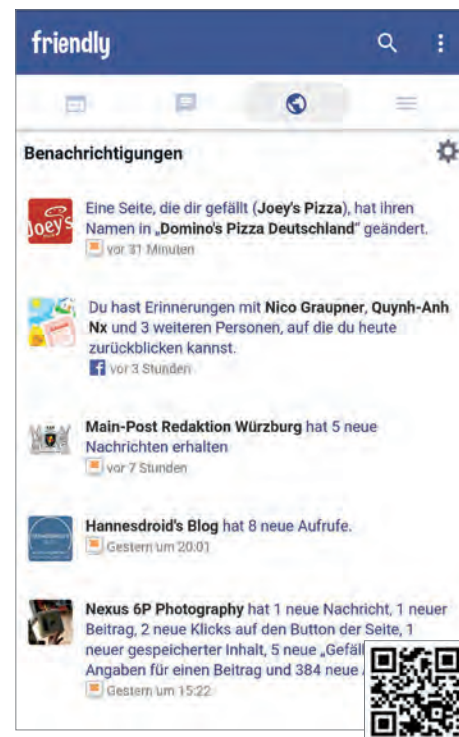 friendly
Benachrichtigungen
Joey's
Eine Seite, die dir gefällt (Joey's Pizza), hat ihren
Namen in „Domino's Pizza Deutschland“ geändert.
vor 31 Minuten
Du hast Erinnerungen mit Nico Graupner, Quynh-Anh
Nx und 3 weiteren Personen, auf die du heute
zurückblicken kannst.
vor 3 Stunden
Main-Post Redaktion Würzburg hat 5 neue
Nachrichten erhalten
vor 7 Stunden
Hannesdroid's Blog hat 8 neue Aufrufe.
Gestern um 20:01
Nexus 6P Photography hat 1 neue Nachricht, 1 neuer
Beitrag, 2 neue Klicks auf den Button der Seite, 1
neuer gespeicherter Inhalt, 5 neue „Gefäll
Angaben für einen Beitrag und 384 neue
Gestern um 15:22